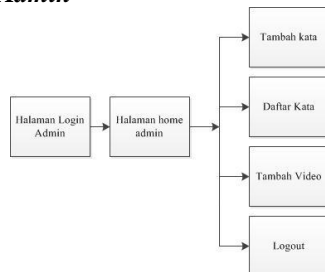 Admin
Tambah kata
Daftar Kata
Halaman Login
Admin
Halaman home
admin
Tambah Video
Logout